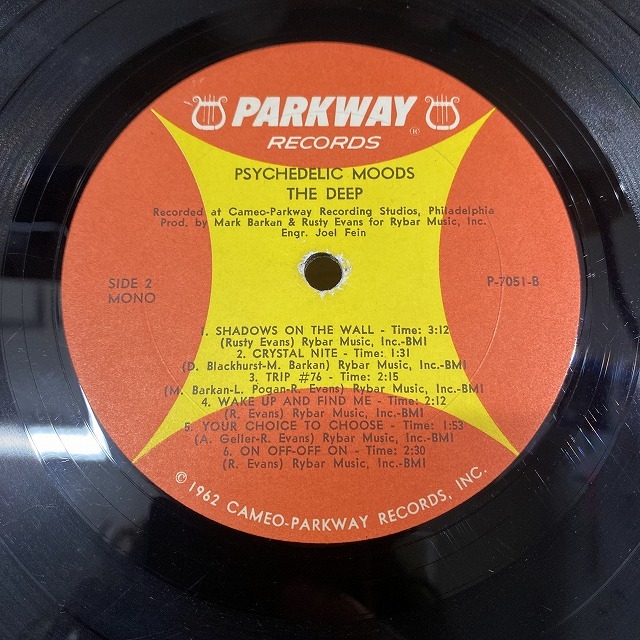 PARKWAY ®
RECORDS
PSYCHEDELIC MOODS
THE DEEP
Recorded at Cameo-Parkway Recording Studios, Philadelphia
Prod. by Mark Barkan & Rusty Evans for Rybar Music, Inc.
Engr. Joel Fein
SIDE 2
MONO
P-7051-B
1. SHADOWS ON THE WALL - Time: 3:12
(Rusty Evans) Rybar Music, Inc.-BMI
2. CRYSTAL NITE - Time: 1:31
(D. Blackhurst-M. Barkan) Rybar Music, Inc.-BMI
3. TRIP #76 - Time: 2:15
(M. Barkan-L. Pogan-R. Evans) Rybar Music, Inc.-BMI
4. WAKE UP AND FIND ME - Time: 2:12
(R. Evans) Rybar Music, Inc.-BMI
5. YOUR CHOICE TO CHOOSE - Time: 1:53
(A. Geller-R. Evans) Rybar Music, Inc.-BMI
6. ON OFF-OFF ON - Time: 2:30
(R. Evans) Rybar Music, Inc.-BMI
© 1962 CAMEO-PARKWAY RECORDS, INC.